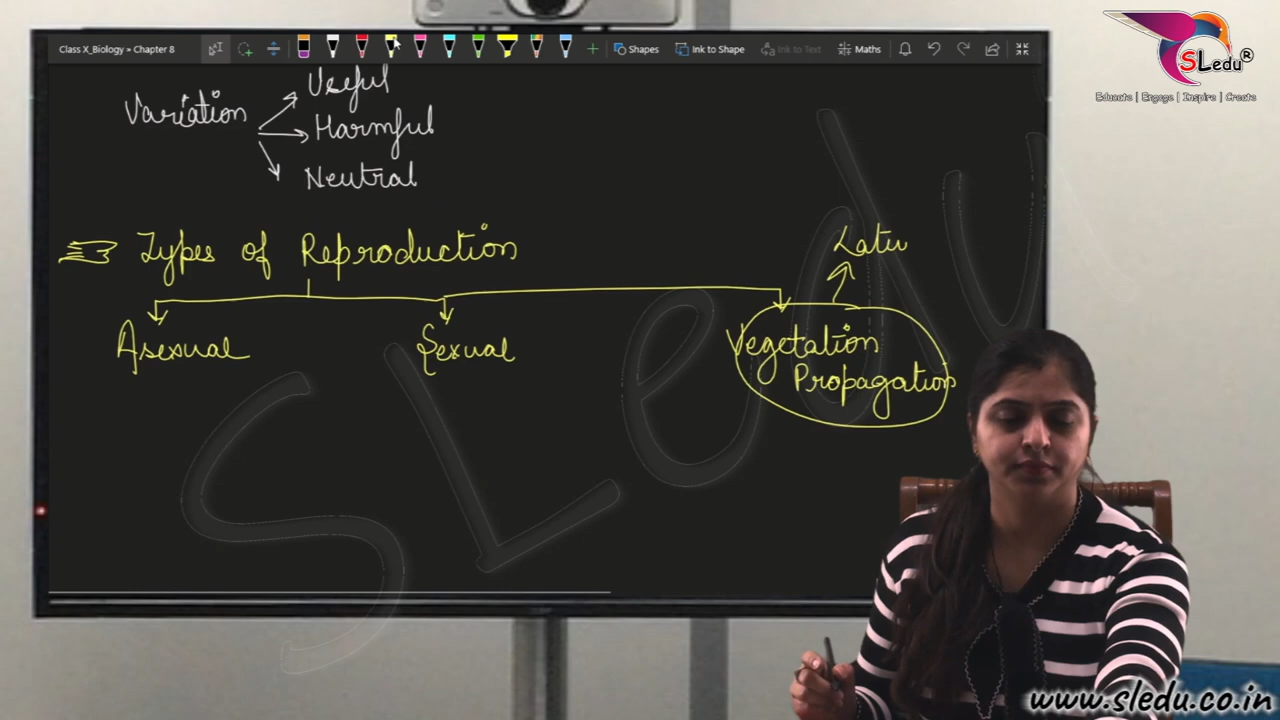 Class X_Biology » Chapter 8
Shapes
Ink to Shape
Ink to Text
Maths
SLedu®
Educate | Engage | Inspire | Create
Variation
Useful
Harmful
Neutral
Types of Reproduction
Asexual
Sexual
Vegetation
Propagation
SLedu
www.sledu.co.in